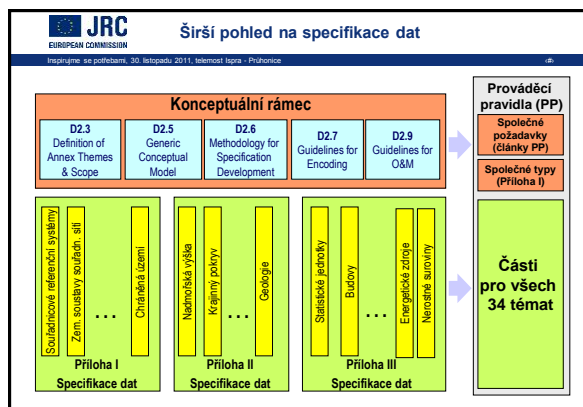 JRC
EUROPEAN COMMISSION
Širší pohled na specifikace dat
Inspirujme se potřebami, 30. listopadu 2011, telemost Ispra - Průhonice
‹#›
Konceptuální rámec
D2.3
Definition of
Annex Themes
& Scope
D2.5
Generic
Conceptual
Model
D2.6
Methodology for
Specification
Development
D2.7
Guidelines for
Encoding
D2.9
Guidelines for
O&M
Prováděcí
pravidla (PP)
Společné
požadavky
(články PP)
Společné typy
(Příloha I)
Části
pro všech
34 témat
Souřadnicové referenční systémy
Zem. soustavy souřadn. sítí
. . .
Chráněná území
Příloha I
Specifikace dat
Nadmořská výška
Krajinný pokryv
. . .
Geologie
Příloha II
Specifikace dat
Statistické jednotky
Budovy
. . .
Energetické zdroje
Nerostné suroviny
Příloha III
Specifikace dat